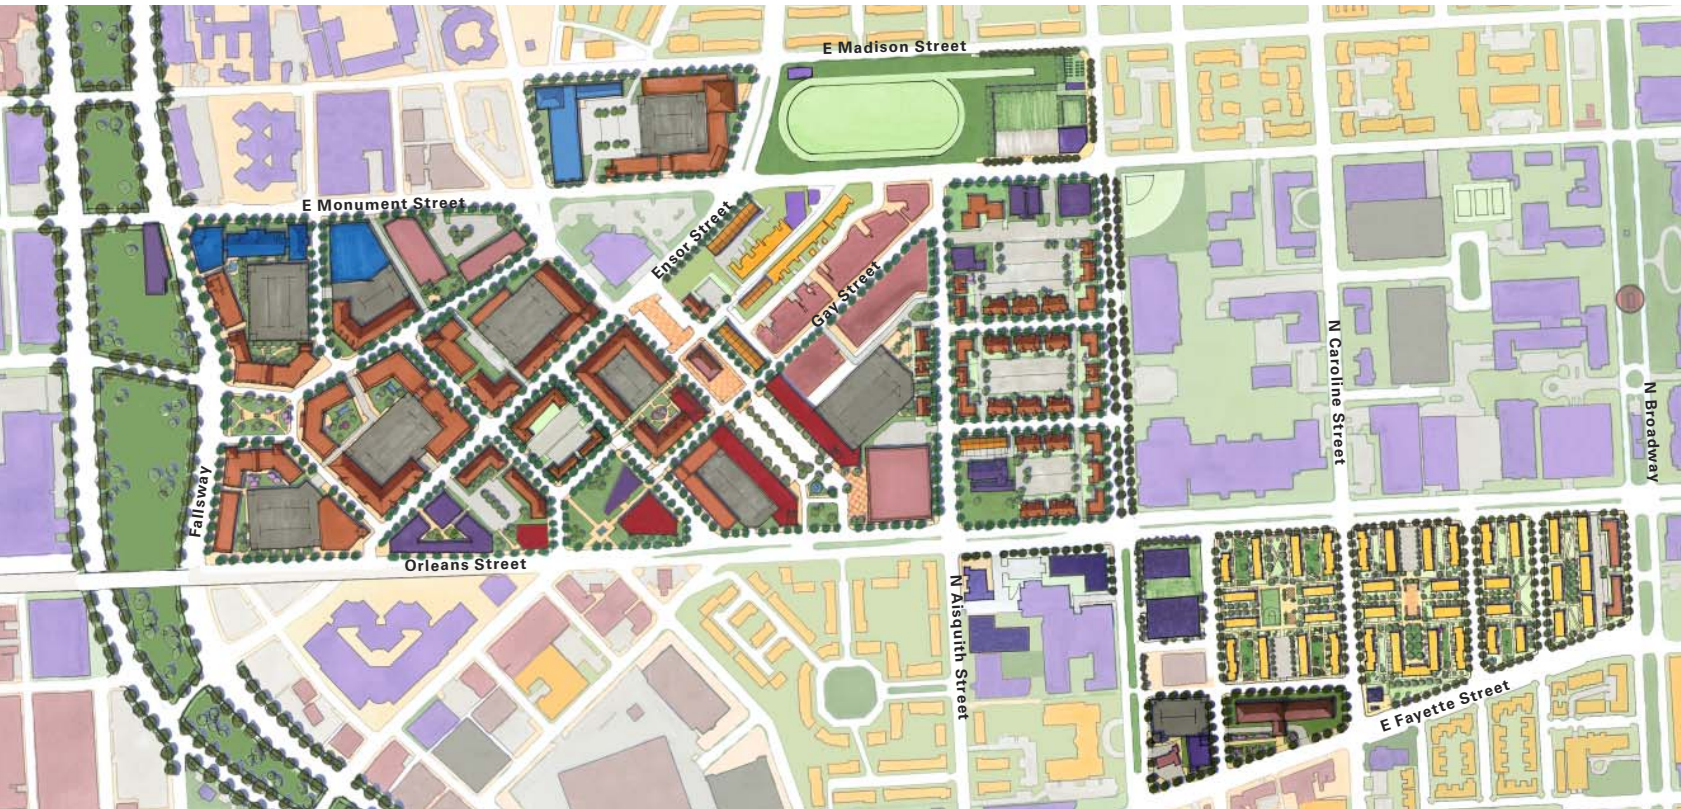 E Madison Street
E Monument Street
Ensor Street
Gay Street
N Caroline Street
N Broadway
Fallsway
Orleans Street
N Aisquith Street
E Fayette Street